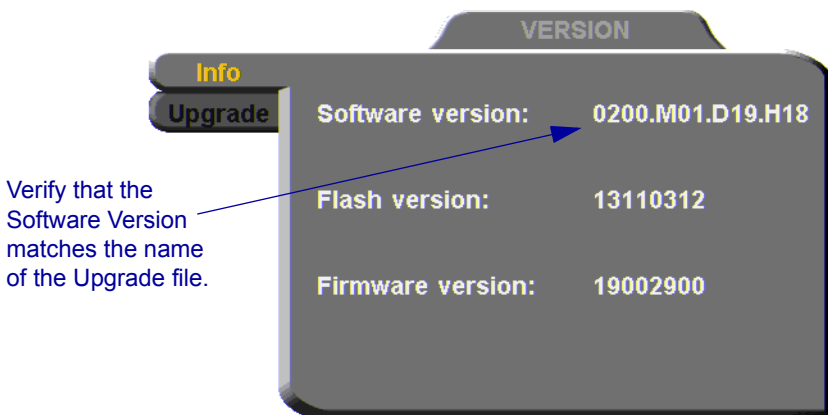 VERSION
Info
Upgrade
Software version: 0200.M01.D19.H18
Flash version: 13110312
Firmware version: 19002900
Verify that the
Software Version
matches the name
of the Upgrade file.